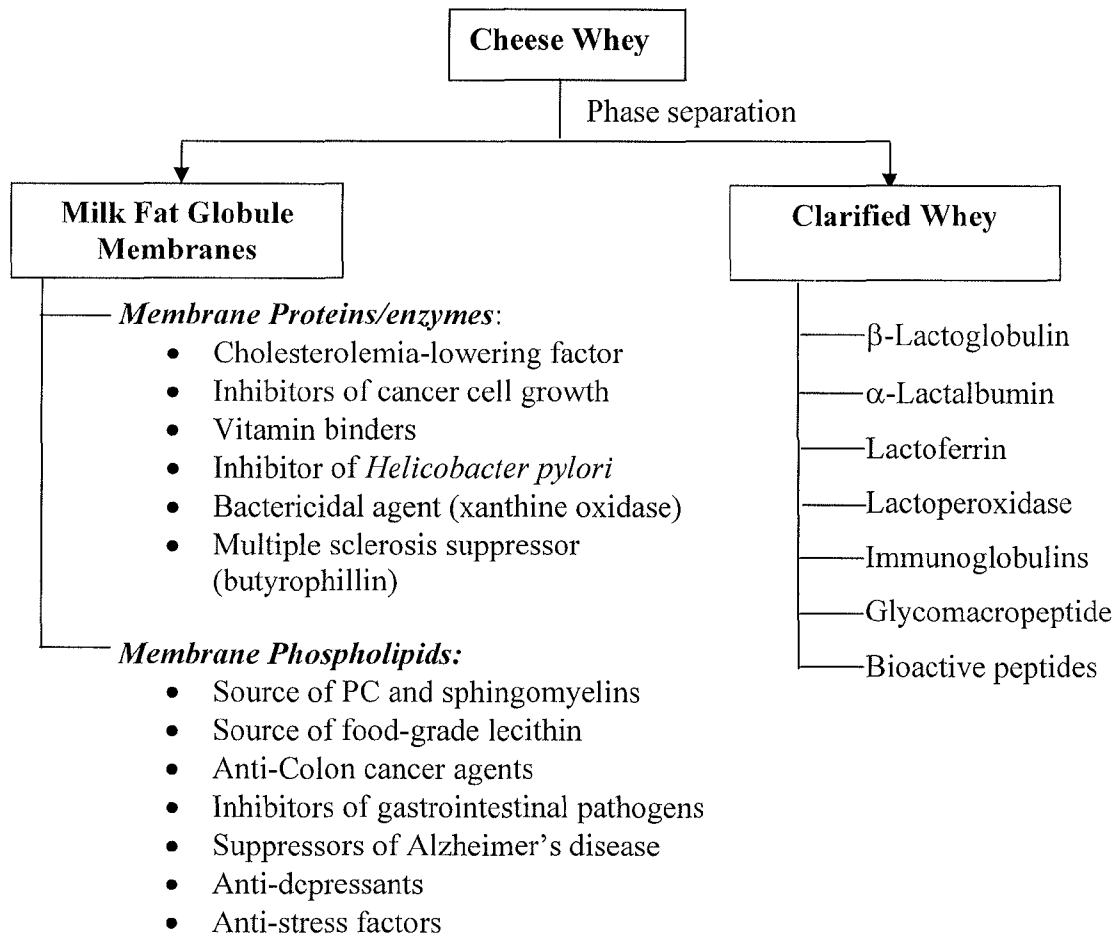 Cheese Whey
Phase separation
Milk Fat Globule
Membranes
Clarified Whey
Membrane Proteins/enzymes:
• Cholesterolemia-lowering factor
• Inhibitors of cancer cell growth
• Vitamin binders
• Inhibitor of Helicobacter pylori
• Bactericidal agent (xanthine oxidase)
• Multiple sclerosis suppressor
(butyrophillin)
Membrane Phospholipids:
• Source of PC and sphingomyelins
• Source of food-grade lecithin
• Anti-Colon cancer agents
• Inhibitors of gastrointestinal pathogens
• Suppressors of Alzheimer’s disease
• Anti-depressants
• Anti-stress factors
β-Lactoglobulin
α-Lactalbumin
Lactoferrin
Lactoperoxidase
Immunoglobulins
Glycomacropeptide
Bioactive peptides